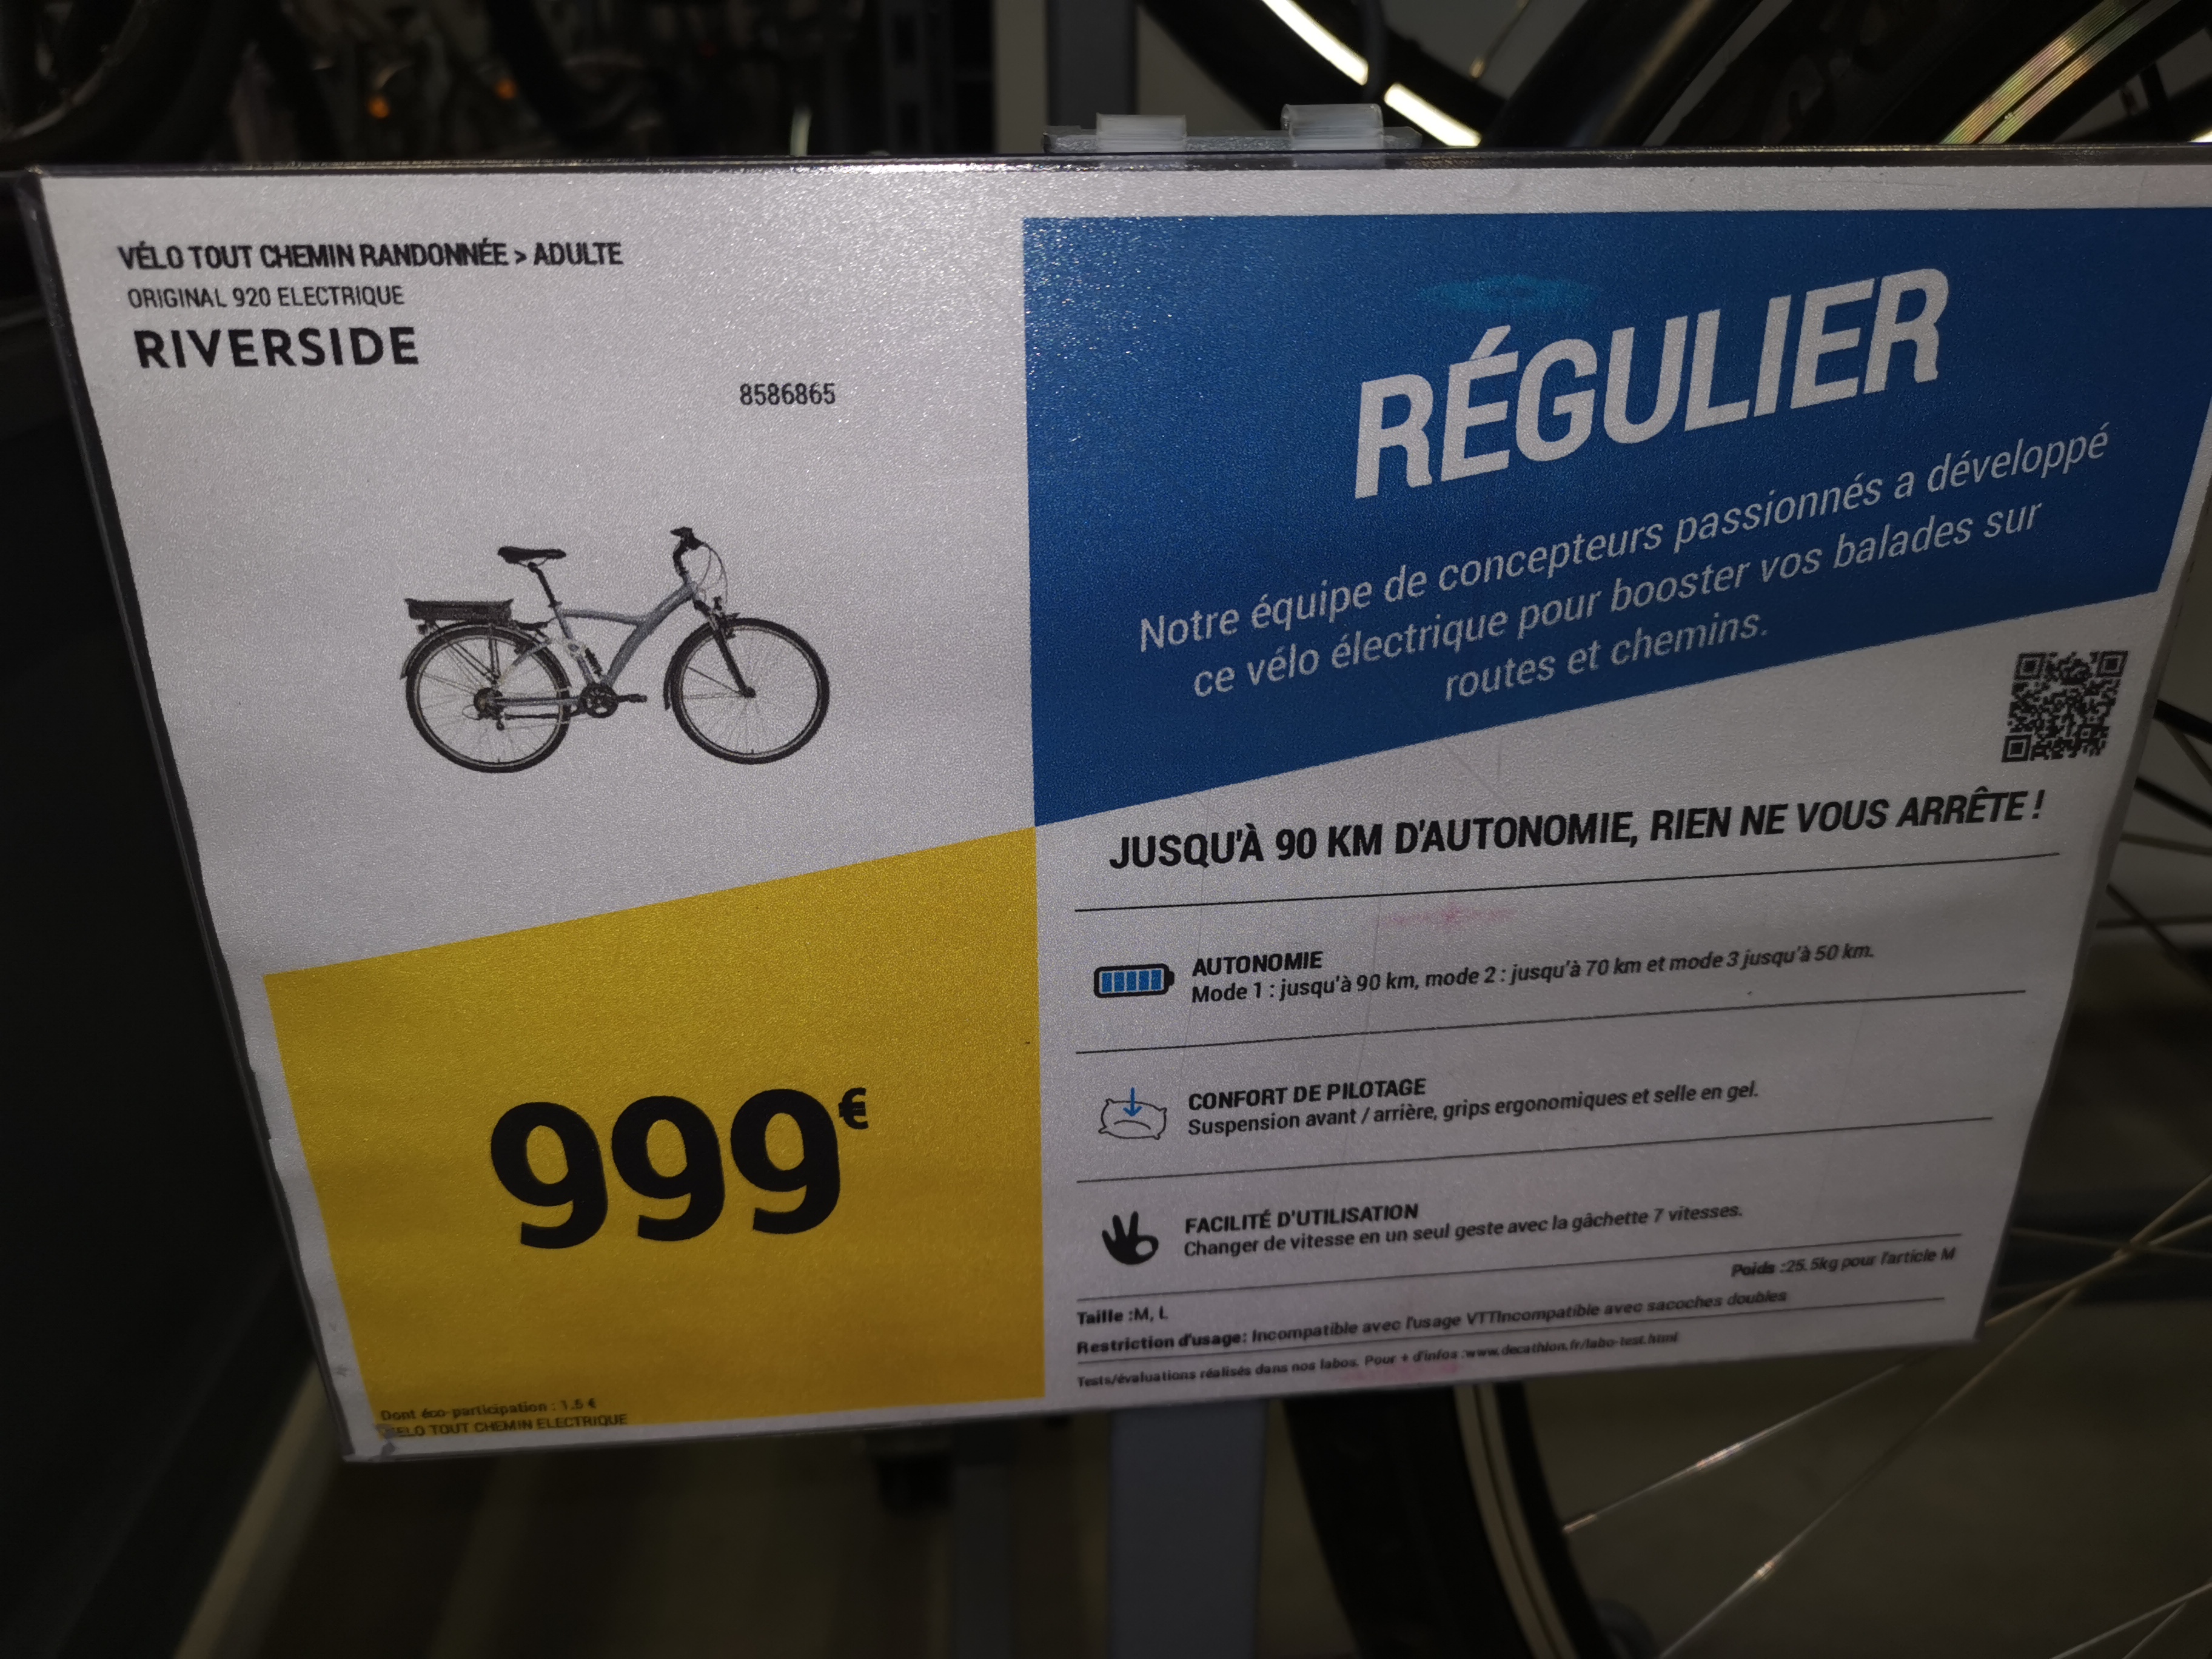 VÉLO TOUT CHEMIN RANDONNÉE > ADULTE
ORIGINAL 920 ELECTRIQUE
RIVERSIDE
8586865
RÉGULIER
Notre équipe de concepteurs passionnés a développé
ce vélo électrique pour booster vos balades sur
routes et chemins.
JUSQU'À 90 KM D'AUTONOMIE, RIEN NE VOUS ARRÊTE !
AUTONOMIE
Mode 1 : jusqu'à 90 km, mode 2 : jusqu'à 70 km et mode 3 jusqu'à 50 km.
CONFORT DE PILOTAGE
Suspension avant / arrière, grips ergonomiques et selle en gel.
FACILITÉ D'UTILISATION
Changer de vitesse en un seul geste avec la gâchette 7 vitesses.
Poids :25.5kg pour l'article M
Taille :M, L
Restriction d'usage: Incompatible avec l'usage VTTIncompatible avec sacoches doubles
Tests/évaluations réalisés dans nos labos. Pour + d'infos :www.decathlon.fr/labo-test.html
999€
Dont éco-participation : 1.5 €
VELO TOUT CHEMIN ELECTRIQUE